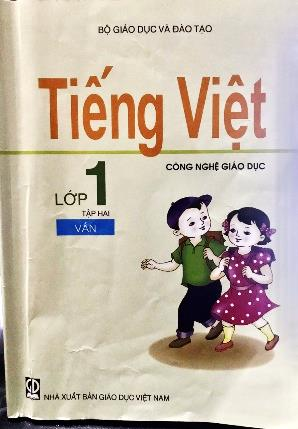 BỘ GIÁO DỤC VÀ ĐÀO TẠO
Tiếng Việt
CÔNG NGHỆ GIÁO DỤC
LỚP 1
TẬP HAI
VẦN
NHÀ XUẤT BẢN GIÁO DỤC VIỆT NAM